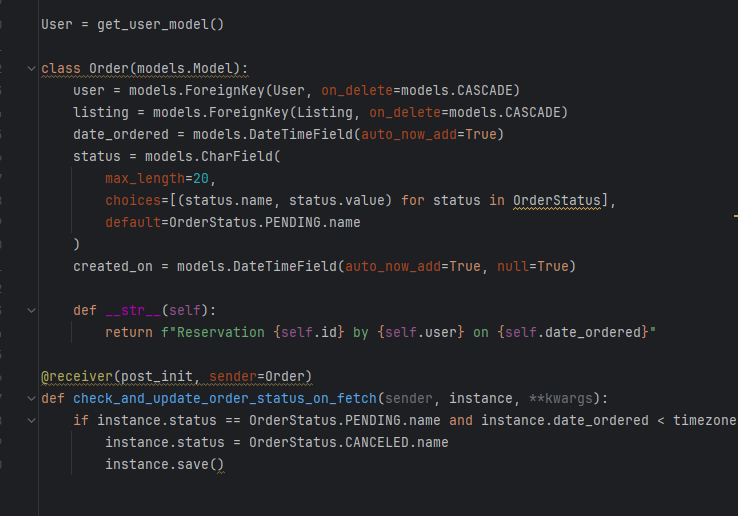 User = get_user_model()
class Order(models.Model):
    user = models.ForeignKey(User, on_delete=models.CASCADE)
    listing = models.ForeignKey(Listing, on_delete=models.CASCADE)
    date_ordered = models.DateTimeField(auto_now_add=True)
    status = models.CharField(
        max_length=20,
        choices=[(status.name, status.value) for status in OrderStatus],
        default=OrderStatus.PENDING.name
    )
    created_on = models.DateTimeField(auto_now_add=True, null=True)
    def __str__(self):
        return f"Reservation {self.id} by {self.user} on {self.date_ordered}"
@receiver(post_init, sender=Order)
def check_and_update_order_status_on_fetch(sender, instance, **kwargs):
    if instance.status == OrderStatus.PENDING.name and instance.date_ordered < timezone
        instance.status = OrderStatus.CANCELED.name
        instance.save()